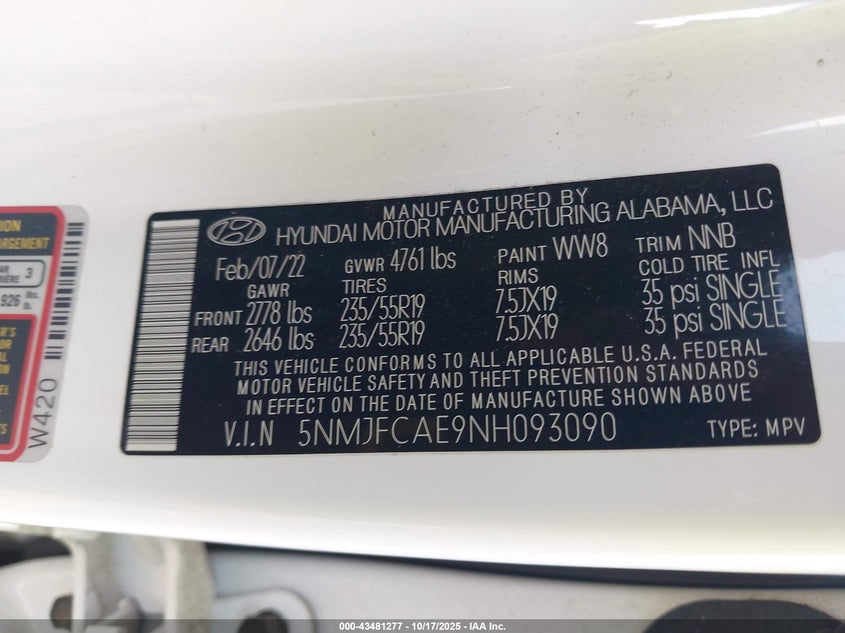 MANUFACTURED BY
HYUNDAI MOTOR MANUFACTURING ALABAMA, LLC
Feb/07/22 GVWR 4761 lbs PAINT WW8 TRIM NNB
GAWR TIRES RIMS COLD TIRE INFL
FRONT 2778 lbs 235/55R19 7.5JX19 35 psi SINGLE
REAR 2646 lbs 235/55R19 7.5JX19 35 psi SINGLE
THIS VEHICLE CONFORMS TO ALL APPLICABLE U.S.A. FEDERAL
MOTOR VEHICLE SAFETY AND THEFT PREVENTION STANDARDS
IN EFFECT ON THE DATE OF MANUFACTURE SHOWN ABOVE
V.I.N 5NMJFCAE9NH093090 TYPE: MPV
3
926 lbs.
lb.
W420
000-43481277 - 10/17/2025 - IAA Inc.